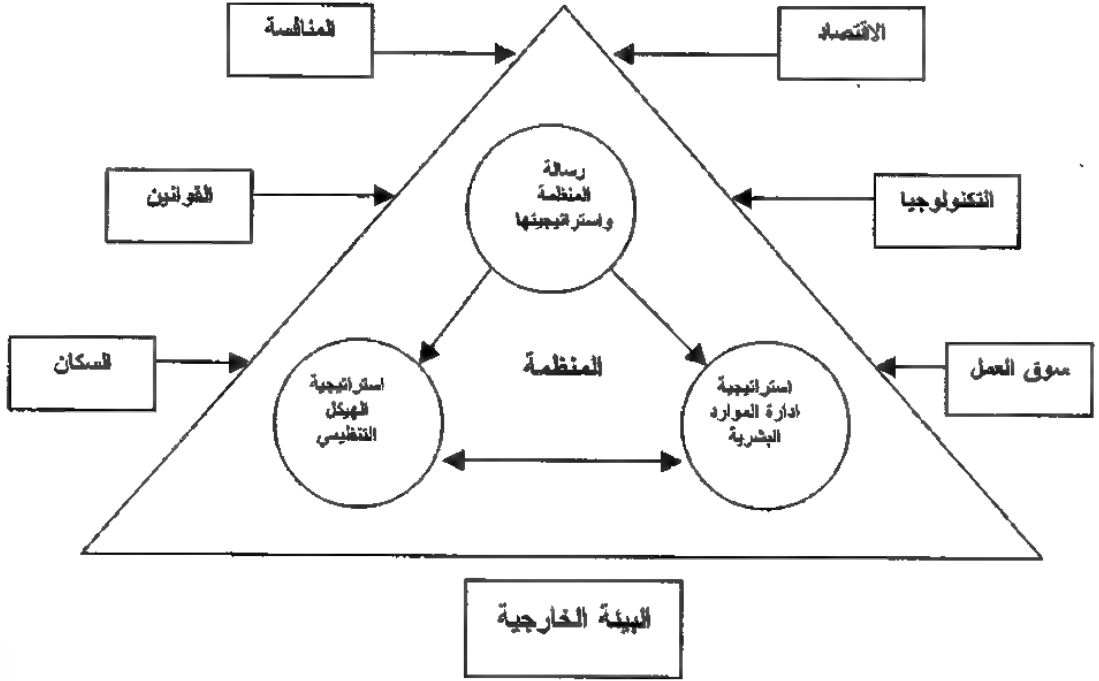 الاقتصاد
المنافسة
رسالة
المنظمة
واستراتيجيتها
التكنولوجيا
القوانين
المنظمة
سوق العمل
السكان
استراتيجية
ادارة الموارد
البشرية
استراتيجية
الهيكل
التنظيمي
البيئة الخارجية